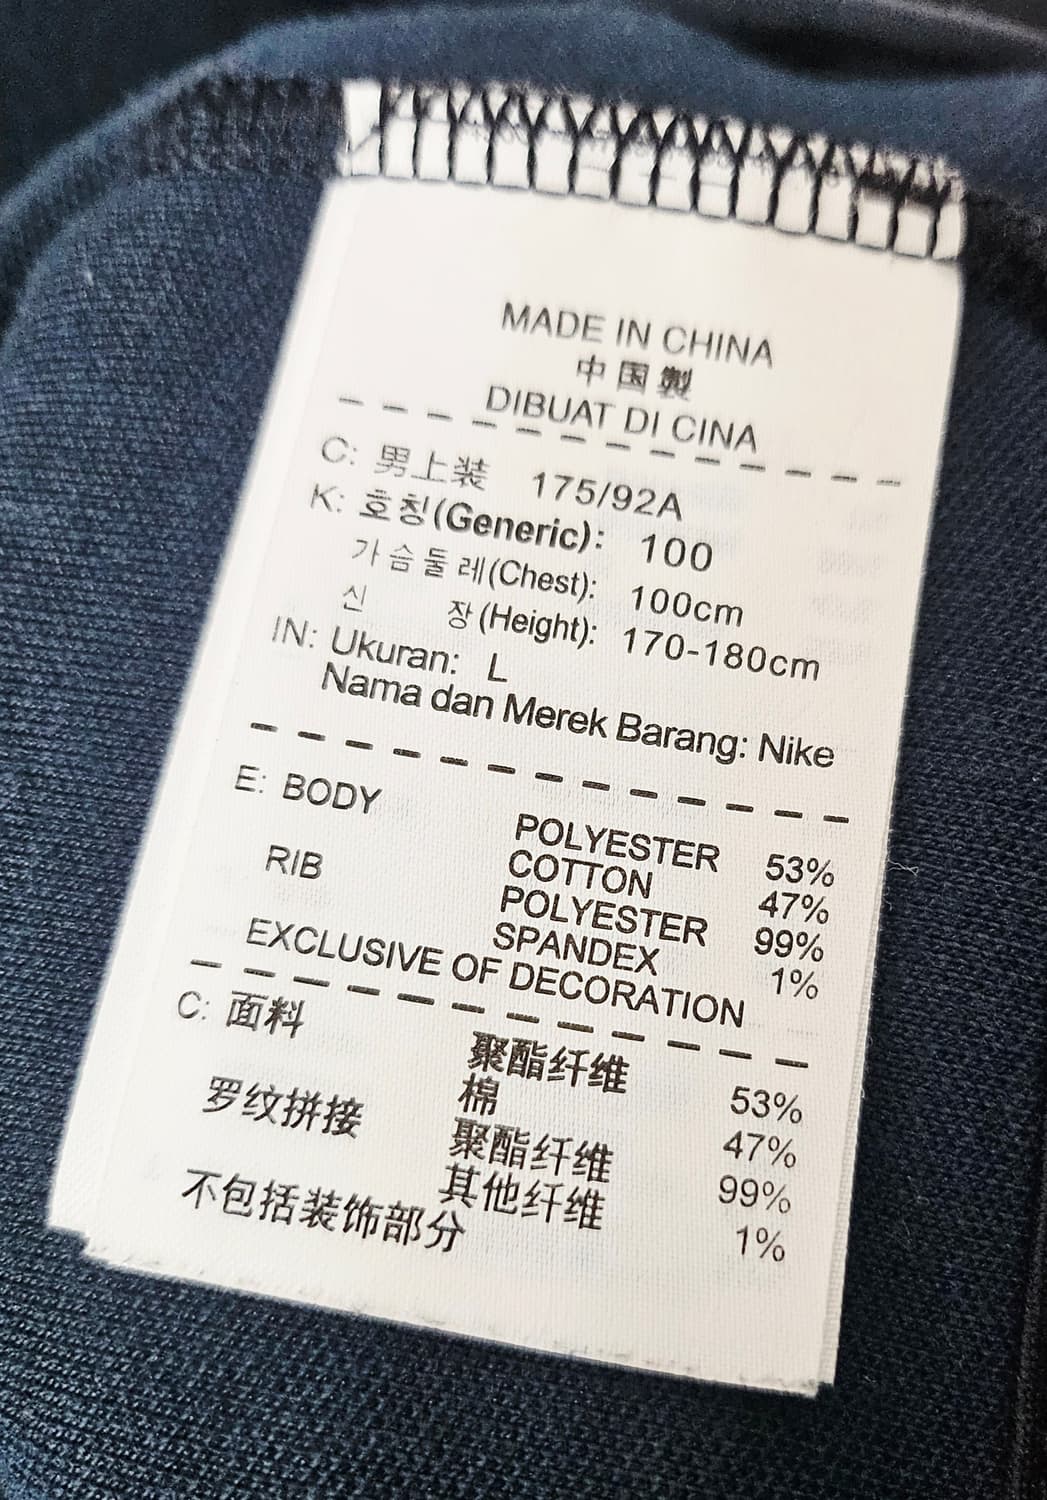 MADE IN CHINA
中国製
DIBUAT DI CINA
C: 男上装 175/92A
K: 호칭(Generic): 100
가슴둘레(Chest): 100cm
신 장(Height): 170-180cm
IN: Ukuran: L
Nama dan Merek Barang: Nike
E: BODY POLYESTER 53%
COTTON 47%
RIB POLYESTER 99%
SPANDEX 1%
EXCLUSIVE OF DECORATION
C: 面料 聚酯纤维 53%
棉 47%
罗纹拼接 聚酯纤维 99%
其他纤维 1%
不包括装饰部分